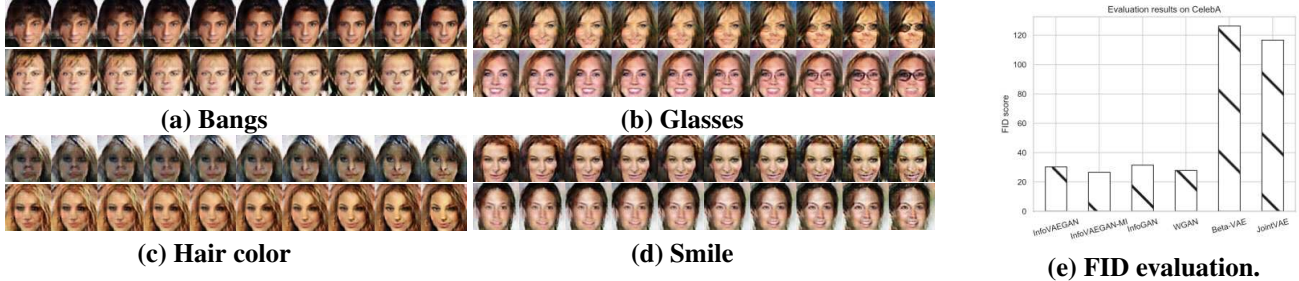 (a) Bangs
(b) Glasses
(c) Hair color
(d) Smile
Evaluation results on CelebA
FID score
120
100
80
60
40
20
0
InfoVAEGAN
InfoVAEGAN-MI
InfoGAN
WGAN
Beta-VAE
JointVAE
(e) FID evaluation.